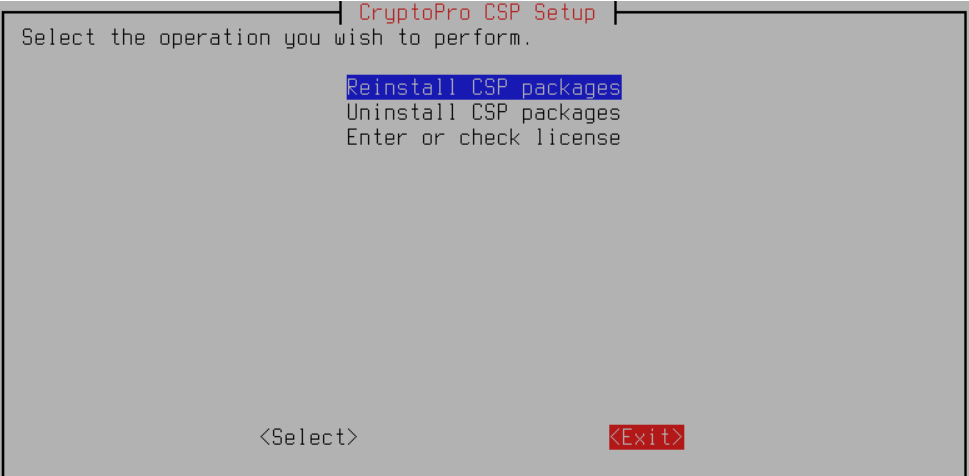 CryptoPro CSP Setup
Select the operation you wish to perform.
Reinstall CSP packages
Uninstall CSP packages
Enter or check license
<Select> <Exit>